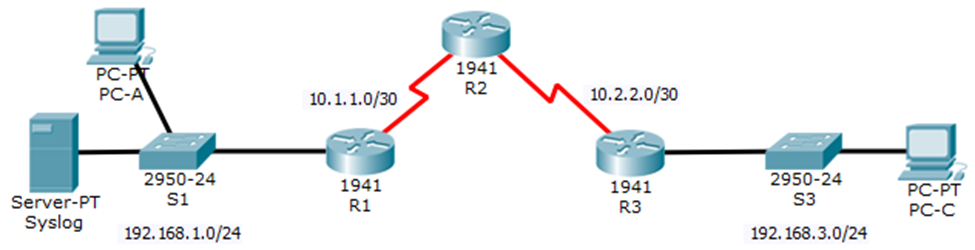 PC-PT
PC-A
1941
R2
10.1.1.0/30
10.2.2.0/30
Server-PT
Syslog
2950-24
S1
1941
R1
1941
R3
2950-24
S3
PC-PT
PC-C
192.168.1.0/24
192.168.3.0/24